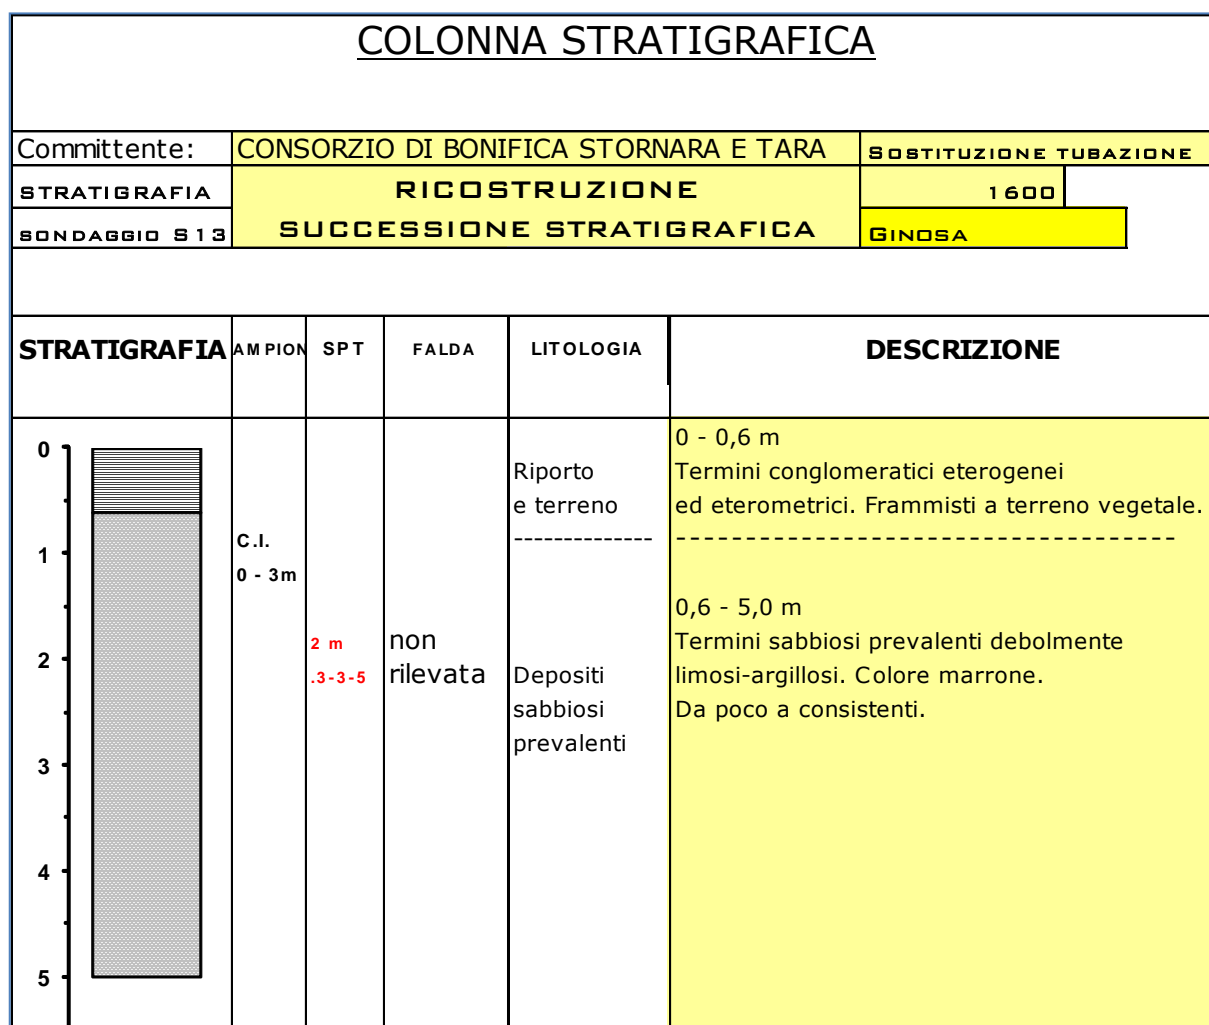 COLONNA STRATIGRAFICA
Committente: CONSORZIO DI BONIFICA STORNARA E TARA SOSTITUZIONE TUBAZIONE
STRATIGRAFIA RICOSTRUZIONE 1600
SONDAGGIO S13 SUCCESSIONE STRATIGRAFICA GINOSA
STRATIGRAFIA AMPION SPT FALDA LITOLOGIA DESCRIZIONE
0
1
2
3
4
5
C.I.
0 - 3m
2 m
.3-3-5
non
rilevata
Riporto
e terreno
--------------
Depositi
sabbiosi
prevalenti
0 - 0,6 m
Termini conglomeratici eterogenei
ed eterometrici. Frammisti a terreno vegetale.
------------------------------------
0,6 - 5,0 m
Termini sabbiosi prevalenti debolmente
limosi-argillosi. Colore marrone.
Da poco a consistenti.